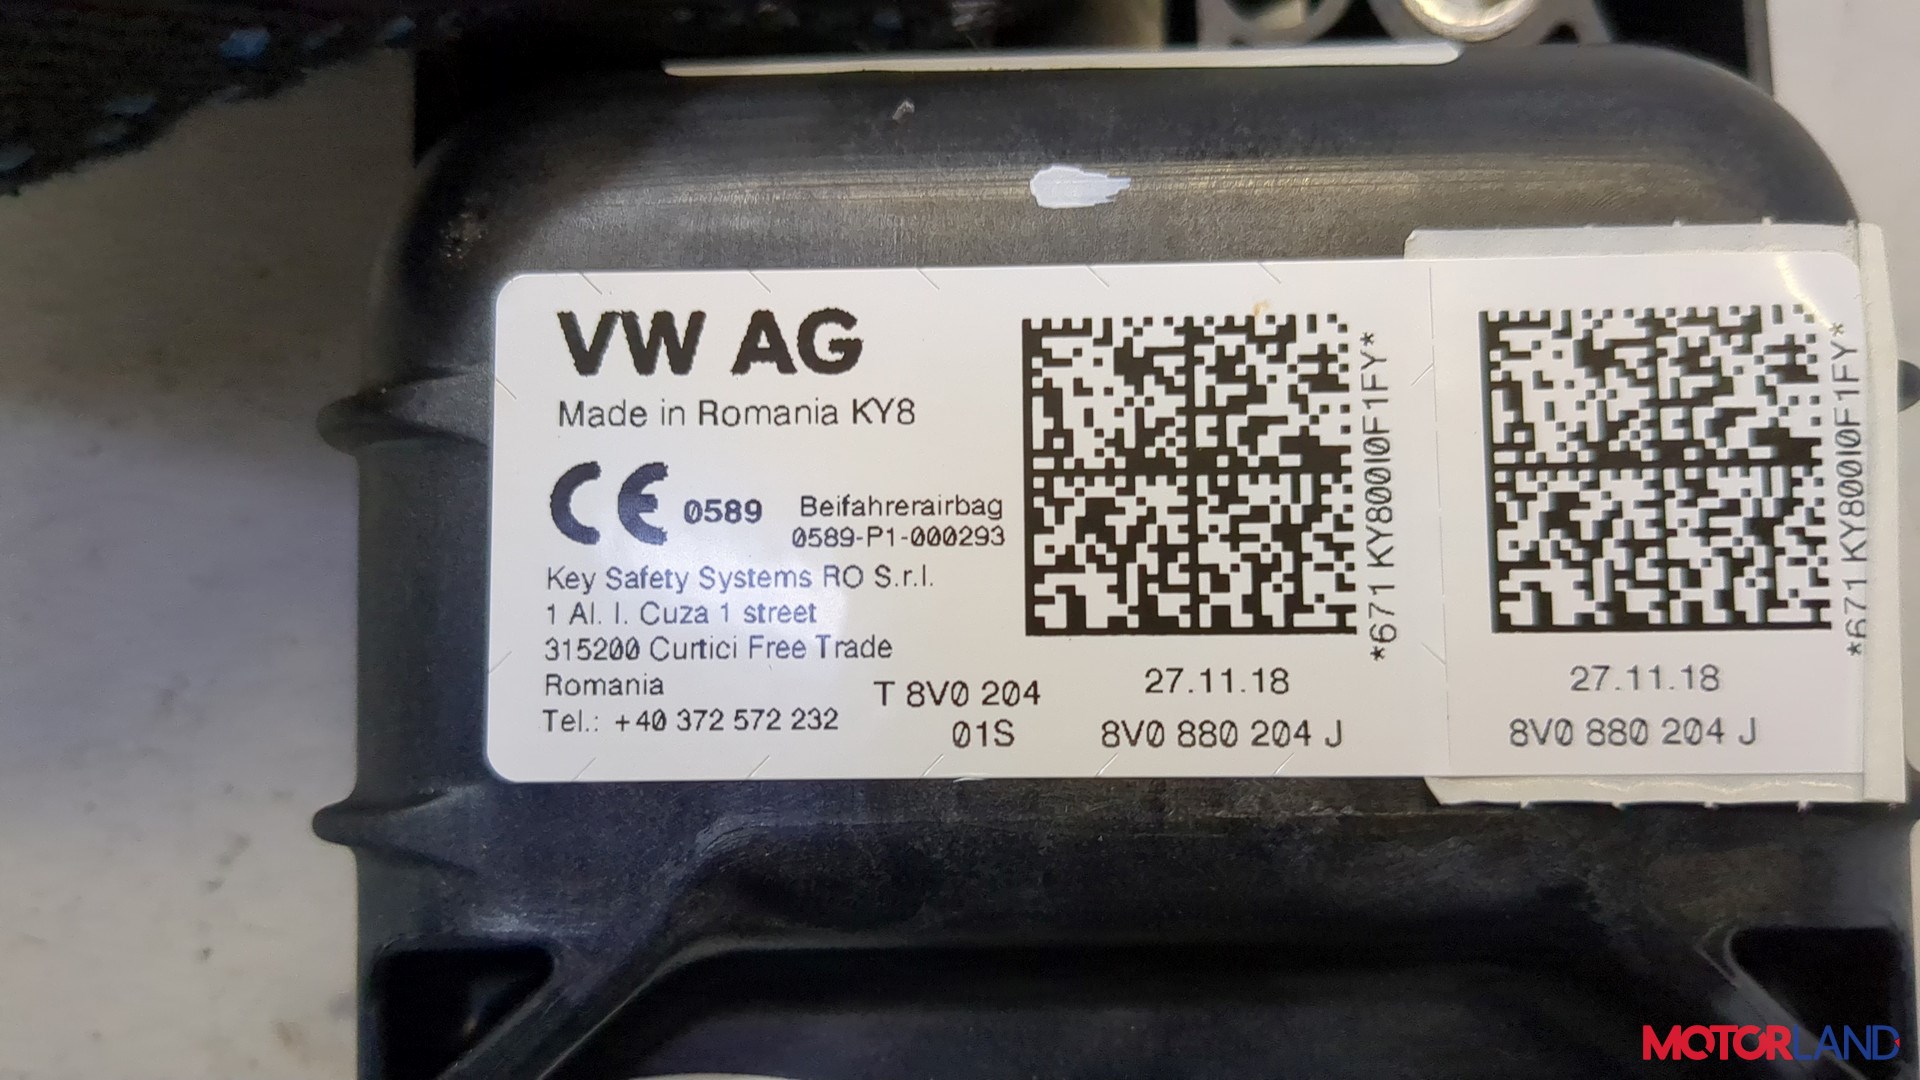 VW AG
Made in Romania KY8
CE 0589 Beifahrerairbag
0589-P1-000293
Key Safety Systems RO S.r.l.
1 Al. I. Cuza 1 street
315200 Curtici Free Trade
Romania
Tel.: +40 372 572 232
T 8V0 204
01S
*671 KY800I0F1FY*
27.11.18
8V0 880 204 J
*671 KY800I0F1FY*
27.11.18
8V0 880 204 J
MOTORLAND